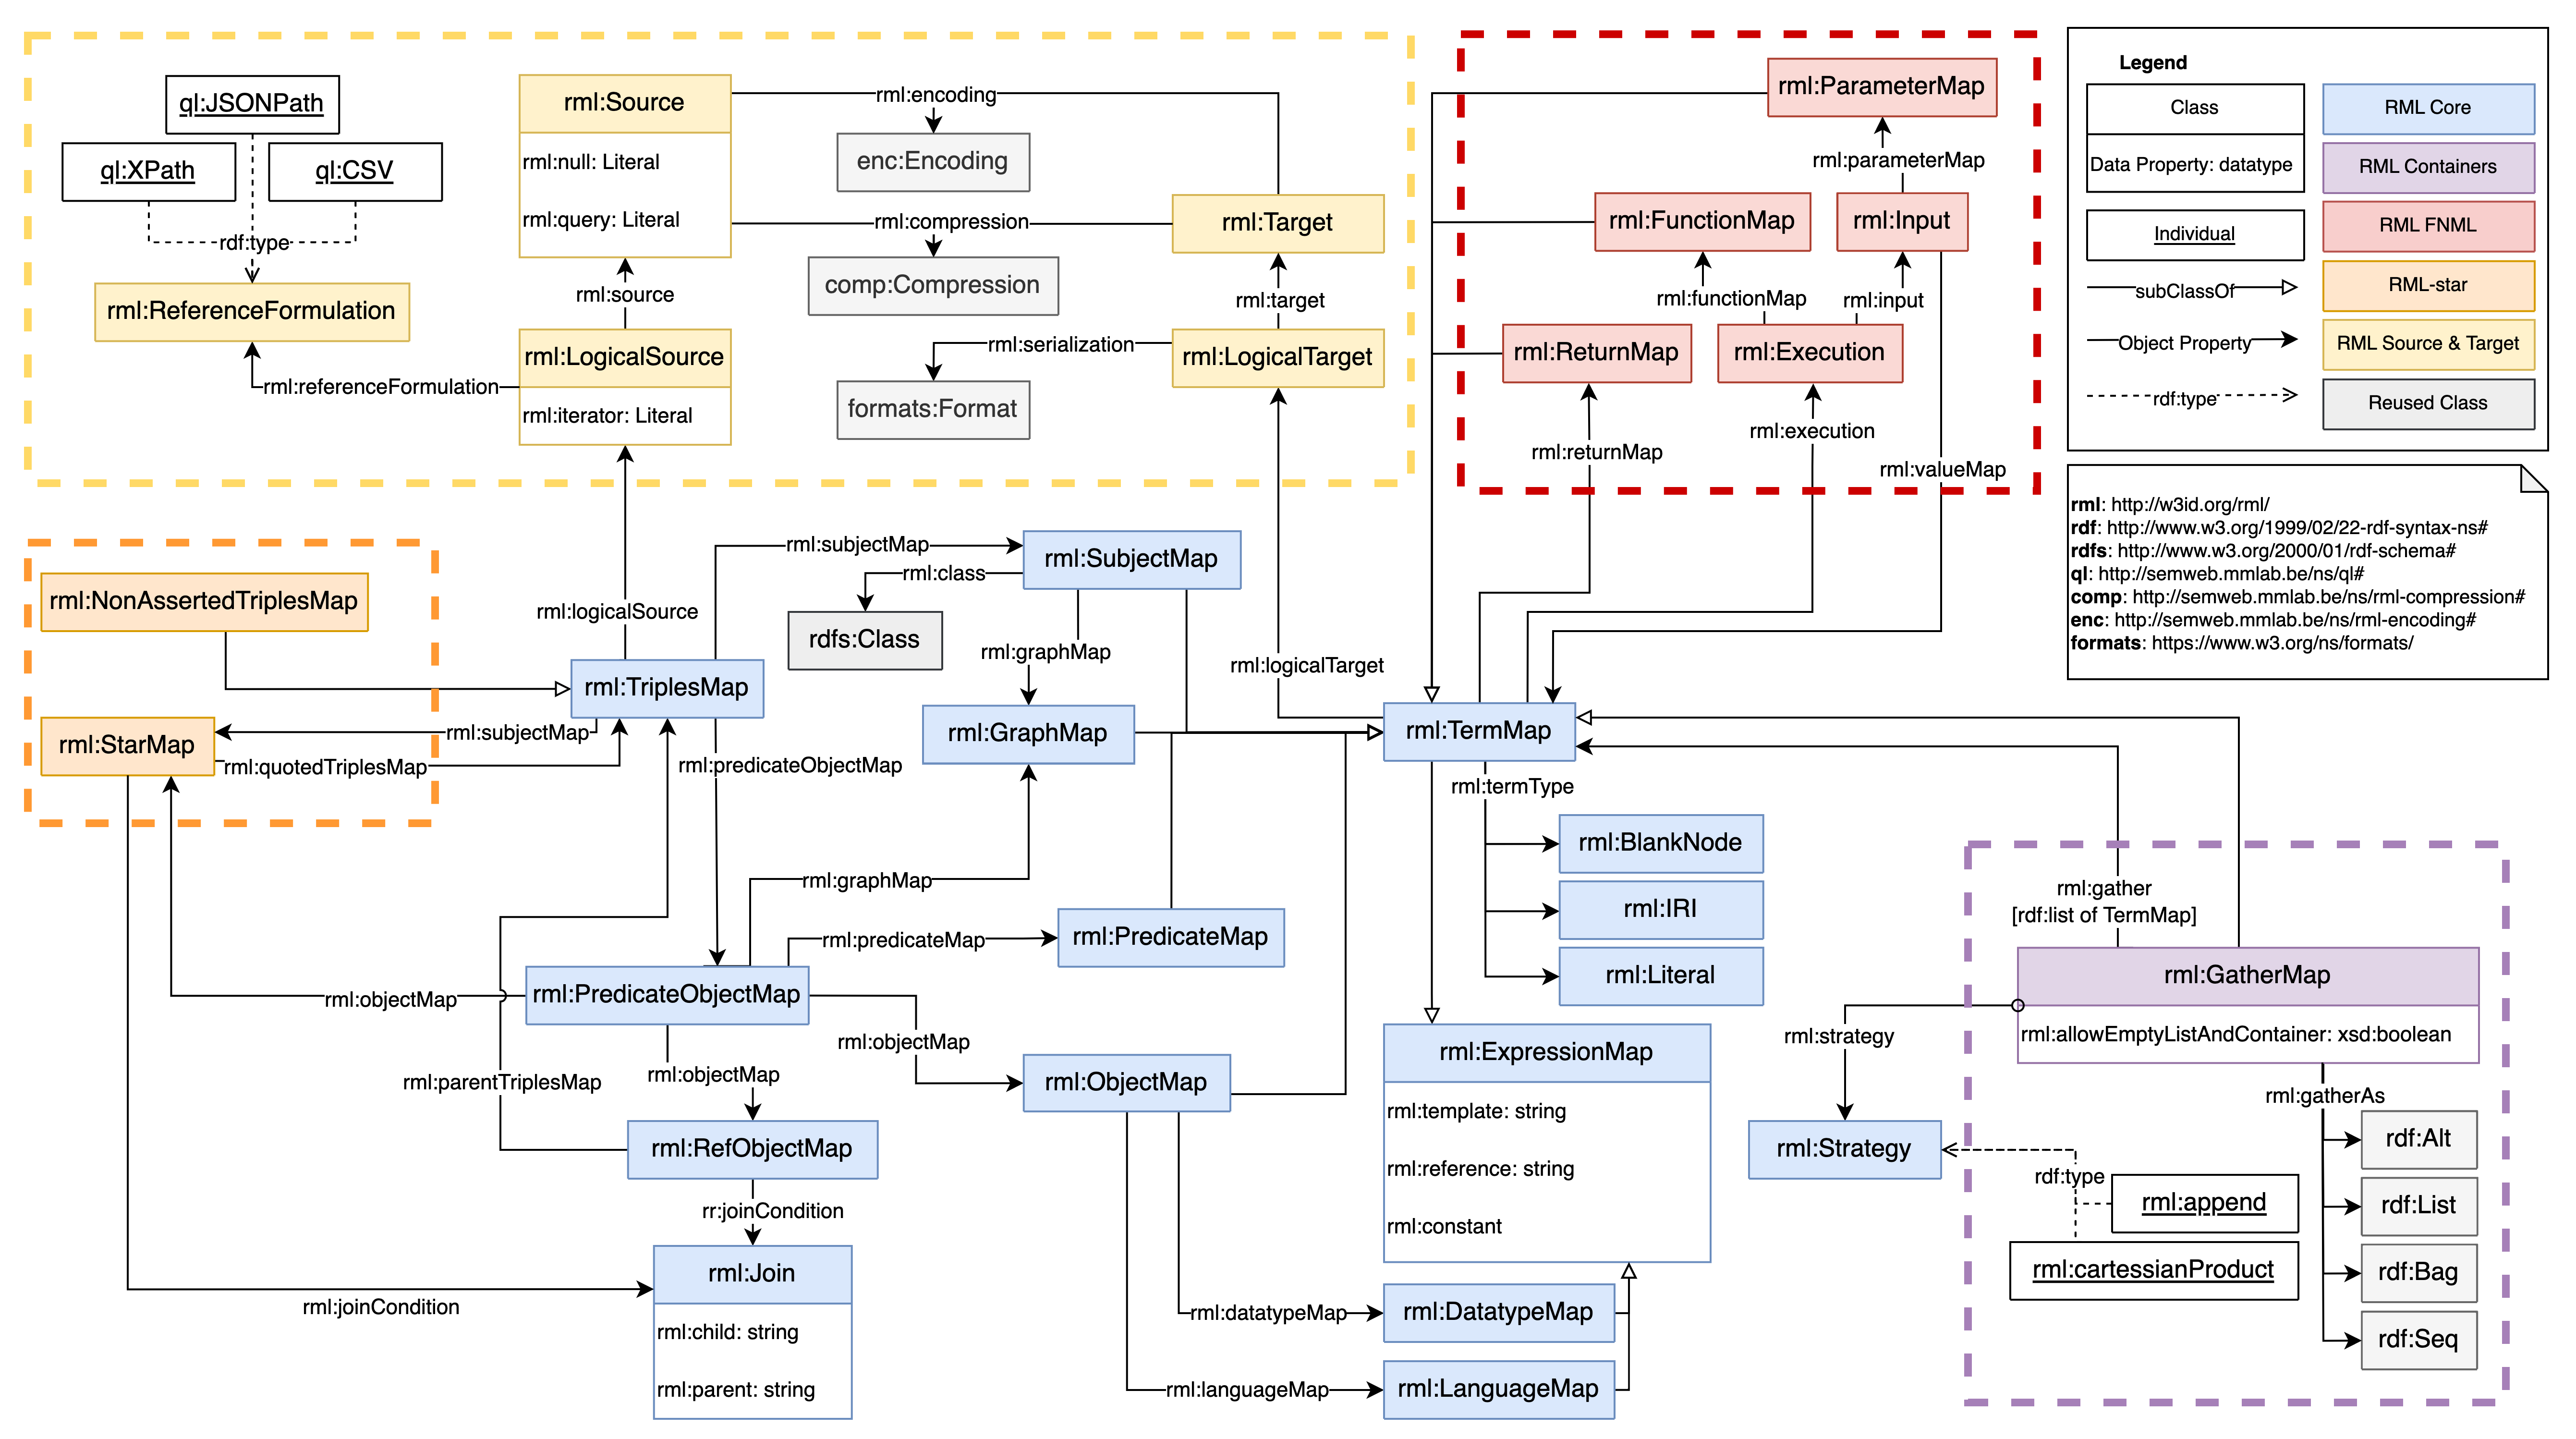 ql:JSONPath
ql:XPath
ql:CSV
rdf:type
rml:ReferenceFormulation
rml:referenceFormulation
rml:Source
rml:null: Literal
rml:query: Literal
rml:source
rml:LogicalSource
rml:iterator: Literal
rml:encoding
enc:Encoding
rml:compression
comp:Compression
rml:serialization
formats:Format
rml:Target
rml:target
rml:LogicalTarget
rml:ParameterMap
rml:parameterMap
rml:FunctionMap
rml:Input
rml:functionMap
rml:input
rml:ReturnMap
rml:Execution
rml:returnMap
rml:execution
rml:valueMap
Legend
Class
Data Property: datatype
Individual
subClassOf
Object Property
rdf:type
RML Core
RML Containers
RML FNML
RML-star
RML Source & Target
Reused Class
rml: http://w3id.org/rml/
rdf: http://www.w3.org/1999/02/22-rdf-syntax-ns#
rdfs: http://www.w3.org/2000/01/rdf-schema#
ql: http://semweb.mmlab.be/ns/ql#
comp: http://semweb.mmlab.be/ns/rml-compression#
enc: http://semweb.mmlab.be/ns/rml-encoding#
formats: https://www.w3.org/ns/formats/
rml:NonAssertedTriplesMap
rml:StarMap
rml:subjectMap
rml:quotedTriplesMap
rml:logicalSource
rml:TriplesMap
rml:subjectMap
rml:SubjectMap
rml:class
rdfs:Class
rml:graphMap
rml:GraphMap
rml:logicalTarget
rml:TermMap
rml:predicateObjectMap
rml:termType
rml:BlankNode
rml:IRI
rml:Literal
rml:graphMap
rml:predicateMap
rml:PredicateMap
rml:PredicateObjectMap
rml:objectMap
rml:objectMap
rml:objectMap
rml:parentTriplesMap
rml:ObjectMap
rml:RefObjectMap
rr:joinCondition
rml:Join
rml:child: string
rml:parent: string
rml:joinCondition
rml:ExpressionMap
rml:template: string
rml:reference: string
rml:constant
rml:datatypeMap
rml:DatatypeMap
rml:languageMap
rml:LanguageMap
rml:gather
[rdf:list of TermMap]
rml:GatherMap
rml:allowEmptyListAndContainer: xsd:boolean
rml:strategy
rml:Strategy
rdf:type
rml:append
rml:cartessianProduct
rml:gatherAs
rdf:Alt
rdf:List
rdf:Bag
rdf:Seq